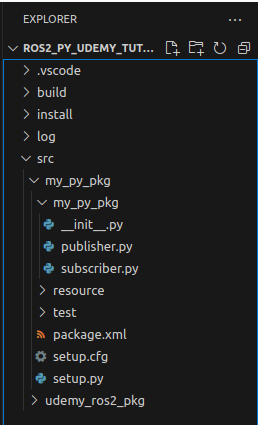 EXPLORER
ROS2_PY_UDEMY_TUT...
.vscode
build
install
log
src
my_py_pkg
my_py_pkg
__init__.py
publisher.py
subscriber.py
resource
test
package.xml
setup.cfg
setup.py
udemy_ros2_pkg